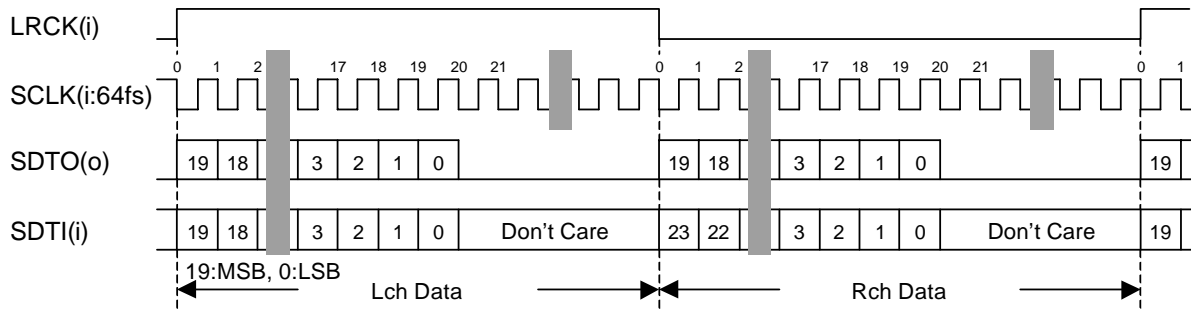 LRCK(i)
0 1 2 17 18 19 20 21 0 1 2 17 18 19 20 21 0 1
SCLK(i:64fs)
SDTO(o) 19 18 3 2 1 0 19 18 3 2 1 0 19
SDTI(i) 19 18 3 2 1 0 Don't Care 23 22 3 2 1 0 Don't Care 19
19:MSB, 0:LSB
Lch Data Rch Data